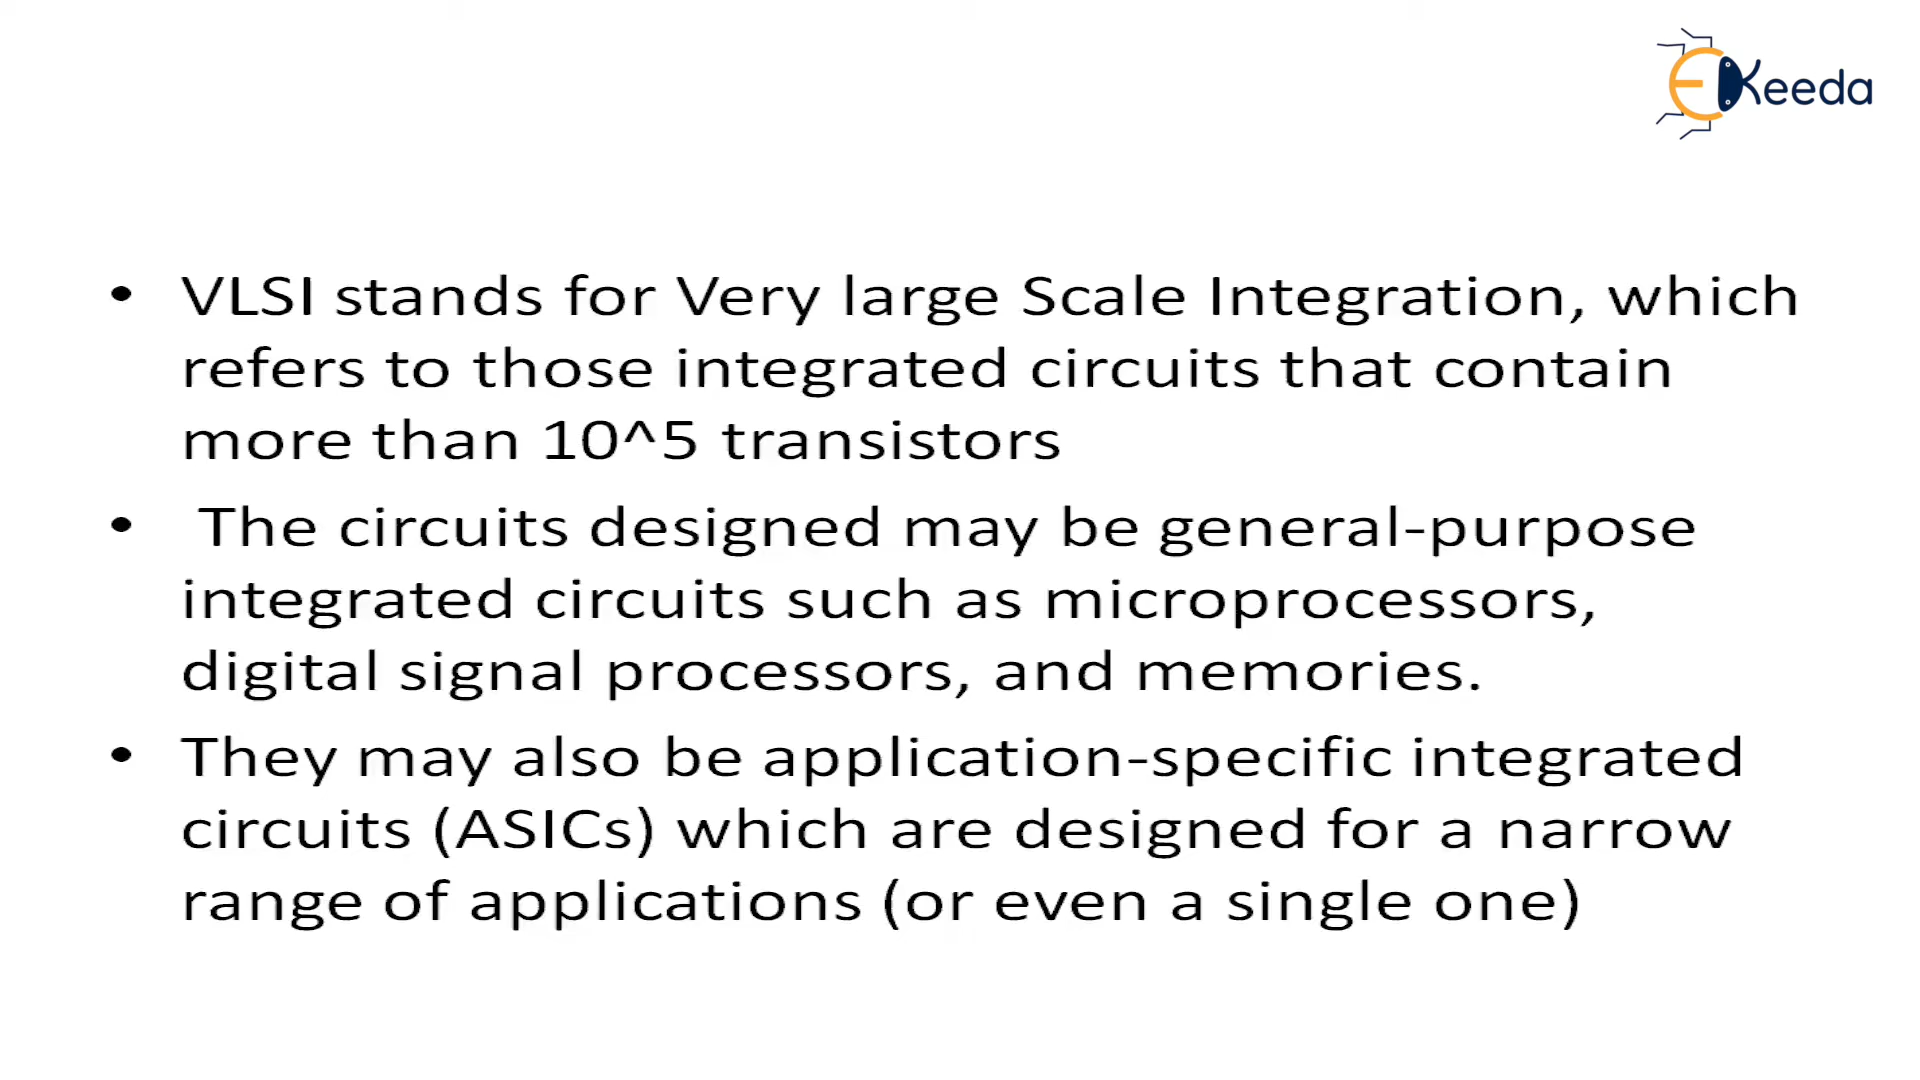 EKeeda
• VLSI stands for Very large Scale Integration, which
refers to those integrated circuits that contain
more than 10^5 transistors
• The circuits designed may be general-purpose
integrated circuits such as microprocessors,
digital signal processors, and memories.
• They may also be application-specific integrated
circuits (ASICs) which are designed for a narrow
range of applications (or even a single one)